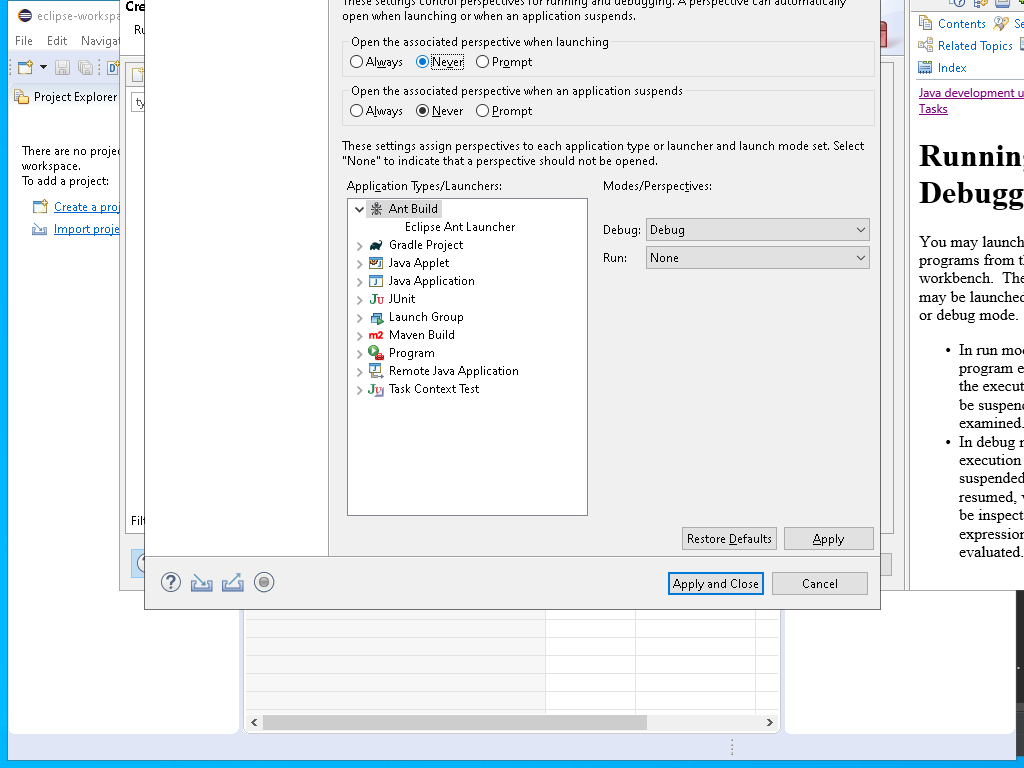 eclipse-workspa
File Edit Navigat
Project Explorer
There are no proje
workspace.
To add a project:
Create a proj
Import proje
Cre
Ru
ty
Filt
These settings control perspectives for running and debugging. A perspective can automatically
open when launching or when an application suspends.
Open the associated perspective when launching
Always Never Prompt
Open the associated perspective when an application suspends
Always Never Prompt
These settings assign perspectives to each application type or launcher and launch mode set. Select
"None" to indicate that a perspective should not be opened.
Application Types/Launchers:
Ant Build
Eclipse Ant Launcher
Gradle Project
Java Applet
Java Application
JUnit
Launch Group
Maven Build
Program
Remote Java Application
Task Context Test
Modes/Perspectives:
Debug: Debug
Run: None
Restore Defaults Apply
Apply and Close Cancel
Contents Se
Related Topics
Index
Java development u
Tasks
Running
Debugg
You may launch
programs from th
workbench. The
may be launched
or debug mode.
• In run mod
program e
the execut
be suspend
examined.
• In debug m
execution
suspended
resumed, v
be inspect
expression
evaluated.